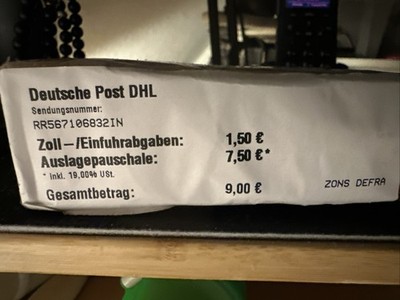 Deutsche Post DHL
Sendungsnummer:
RR567106832IN
Zoll-/Einfuhrabgaben: 1,50 €
Auslagepauschale: 7,50 €*
* inkl. 19,00% USt.
Gesamtbetrag: 9,00 €
ZONS DEFRA